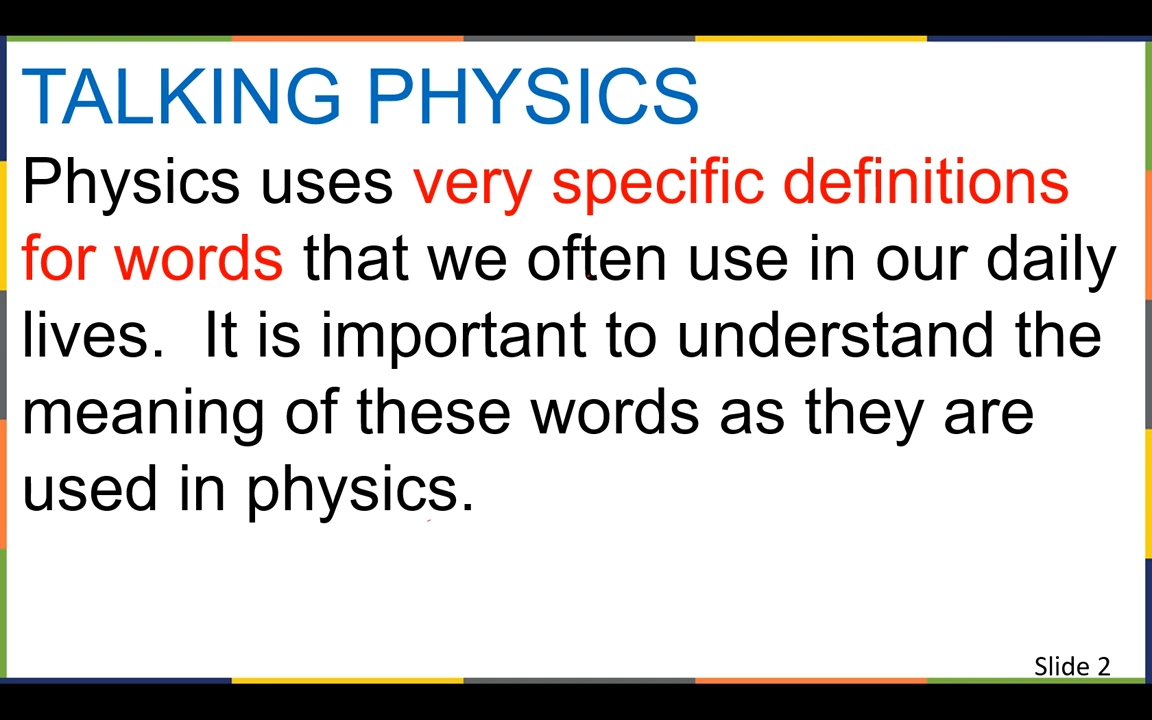 TALKING PHYSICS
Physics uses very specific definitions
for words that we often use in our daily
lives.  It is important to understand the
meaning of these words as they are
used in physics.
Slide 2